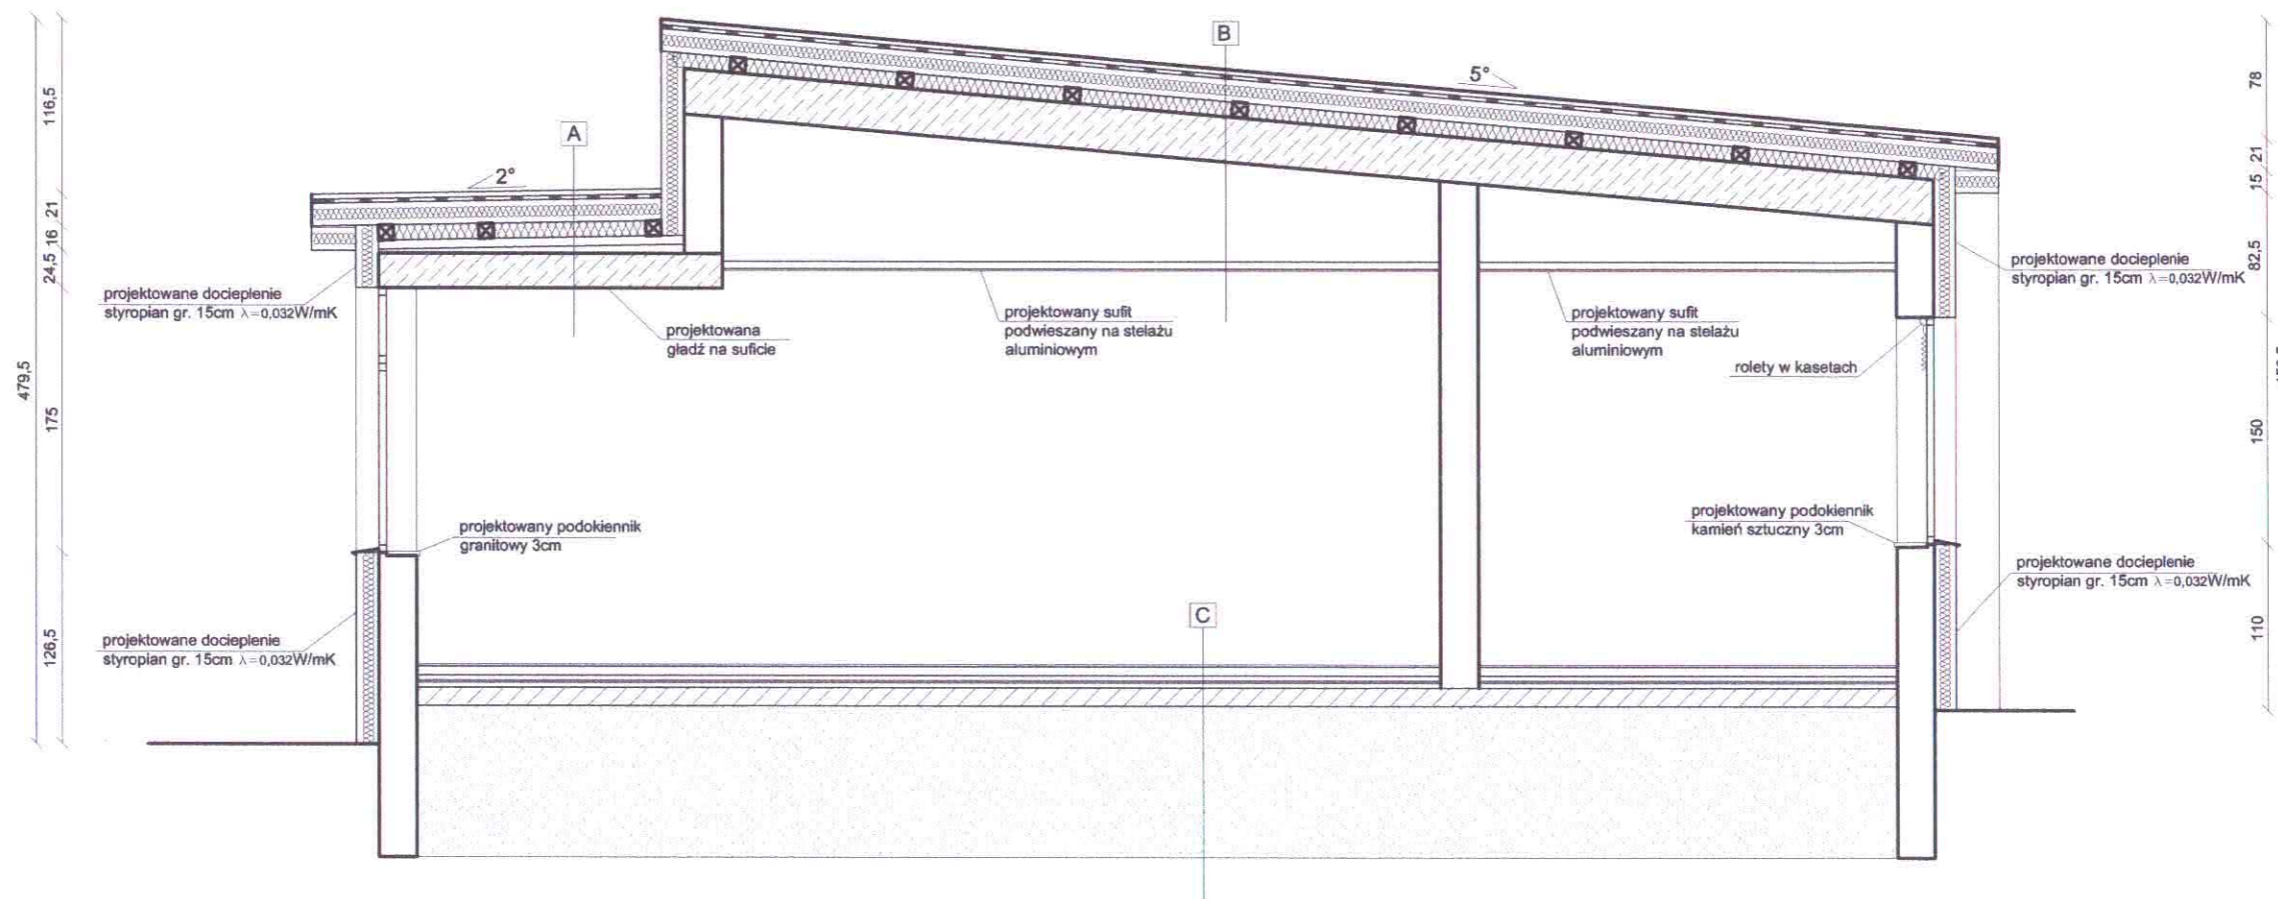 B
5°
78
116,5
A
2°
21
15
21
16
24,5
82,5
projektowane docieplenie
styropian gr. 15cm λ=0,032W/mK
projektowane docieplenie
styropian gr. 15cm λ=0,032W/mK
projektowana
gładź na suficie
projektowany sufit
podwieszany na stelażu
aluminiowym
projektowany sufit
podwieszany na stelażu
aluminiowym
rolety w kasetach
479,5
175
150
projektowany podokiennik
granitowy 3cm
projektowany podokiennik
kamień sztuczny 3cm
projektowane docieplenie
styropian gr. 15cm λ=0,032W/mK
C
126,5
110
projektowane docieplenie
styropian gr. 15cm λ=0,032W/mK